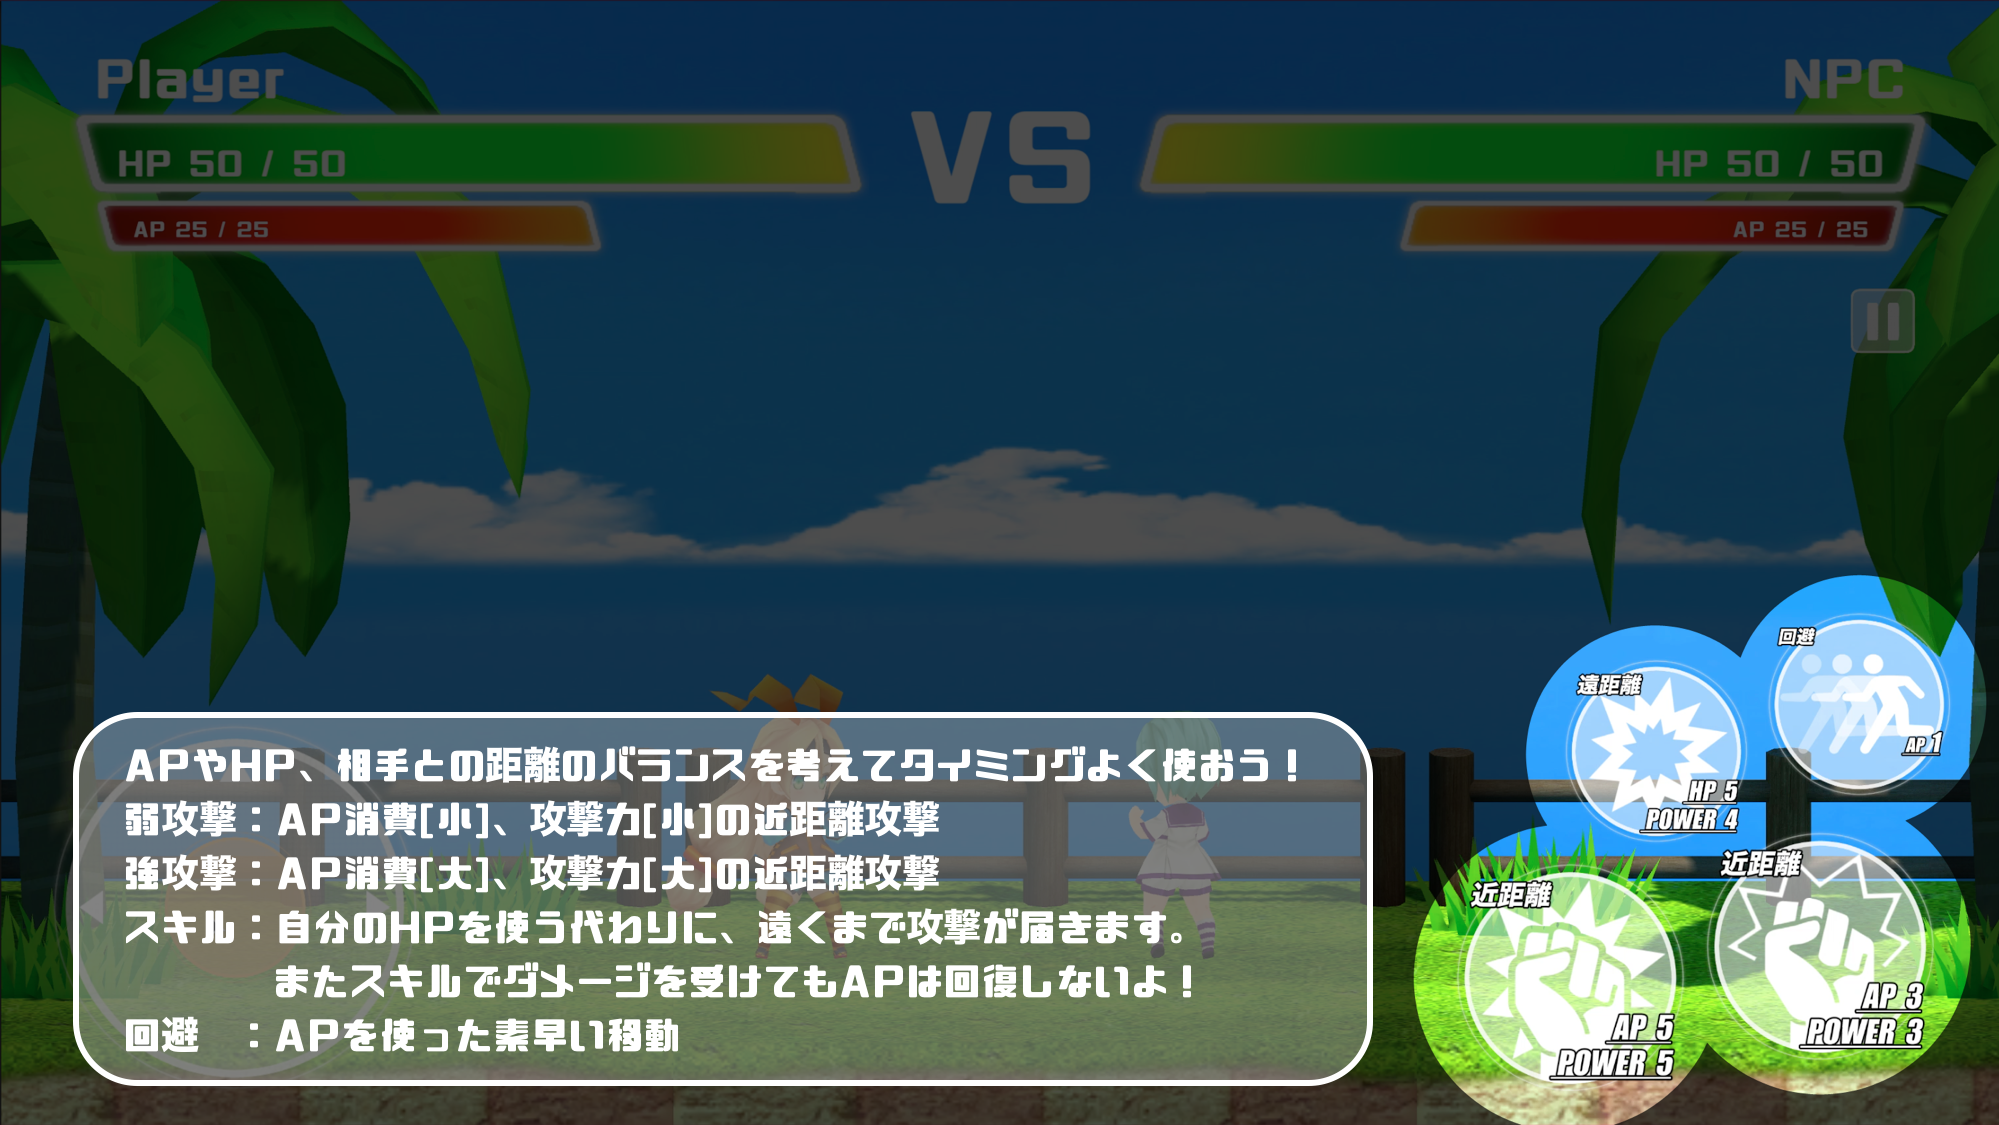 Player
NPC
VS
HP 50 / 50
HP 50 / 50
AP 25 / 25
AP 25 / 25
回避
AP 1
遠距離
HP 5
POWER 4
近距離
AP 3
POWER 3
近距離
AP 5
POWER 5
APやHP、相手との距離のバランスを考えてタイミングよく使おう！
弱攻撃：AP消費[小]、攻撃力[小]の近距離攻撃
強攻撃：AP消費[大]、攻撃力[大]の近距離攻撃
スキル：自分のHPを使う代わりに、遠くまで攻撃が届きます。
またスキルでダメージを受けてもAPは回復しないよ！
回避　：APを使った素早い移動